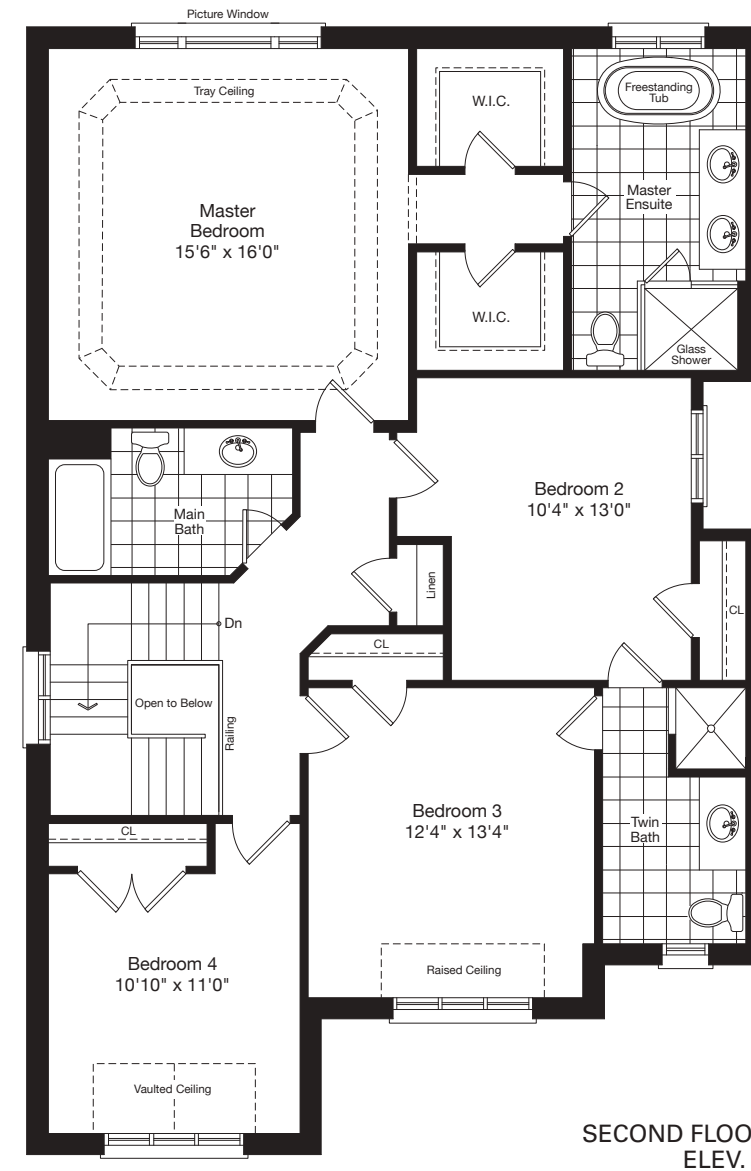 Picture Window
Tray Ceiling
W.I.C.
Freestanding
Tub
Master
Bedroom
15'6" x 16'0"
Master
Ensuite
W.I.C.
Glass
Shower
Main
Bath
Bedroom 2
10'4" x 13'0"
Linen
CL
Dn
CL
Open to Below
Railing
Bedroom 3
12'4" x 13'4"
Twin
Bath
CL
Bedroom 4
10'10" x 11'0"
Raised Ceiling
Vaulted Ceiling
SECOND FLOO
ELEV.